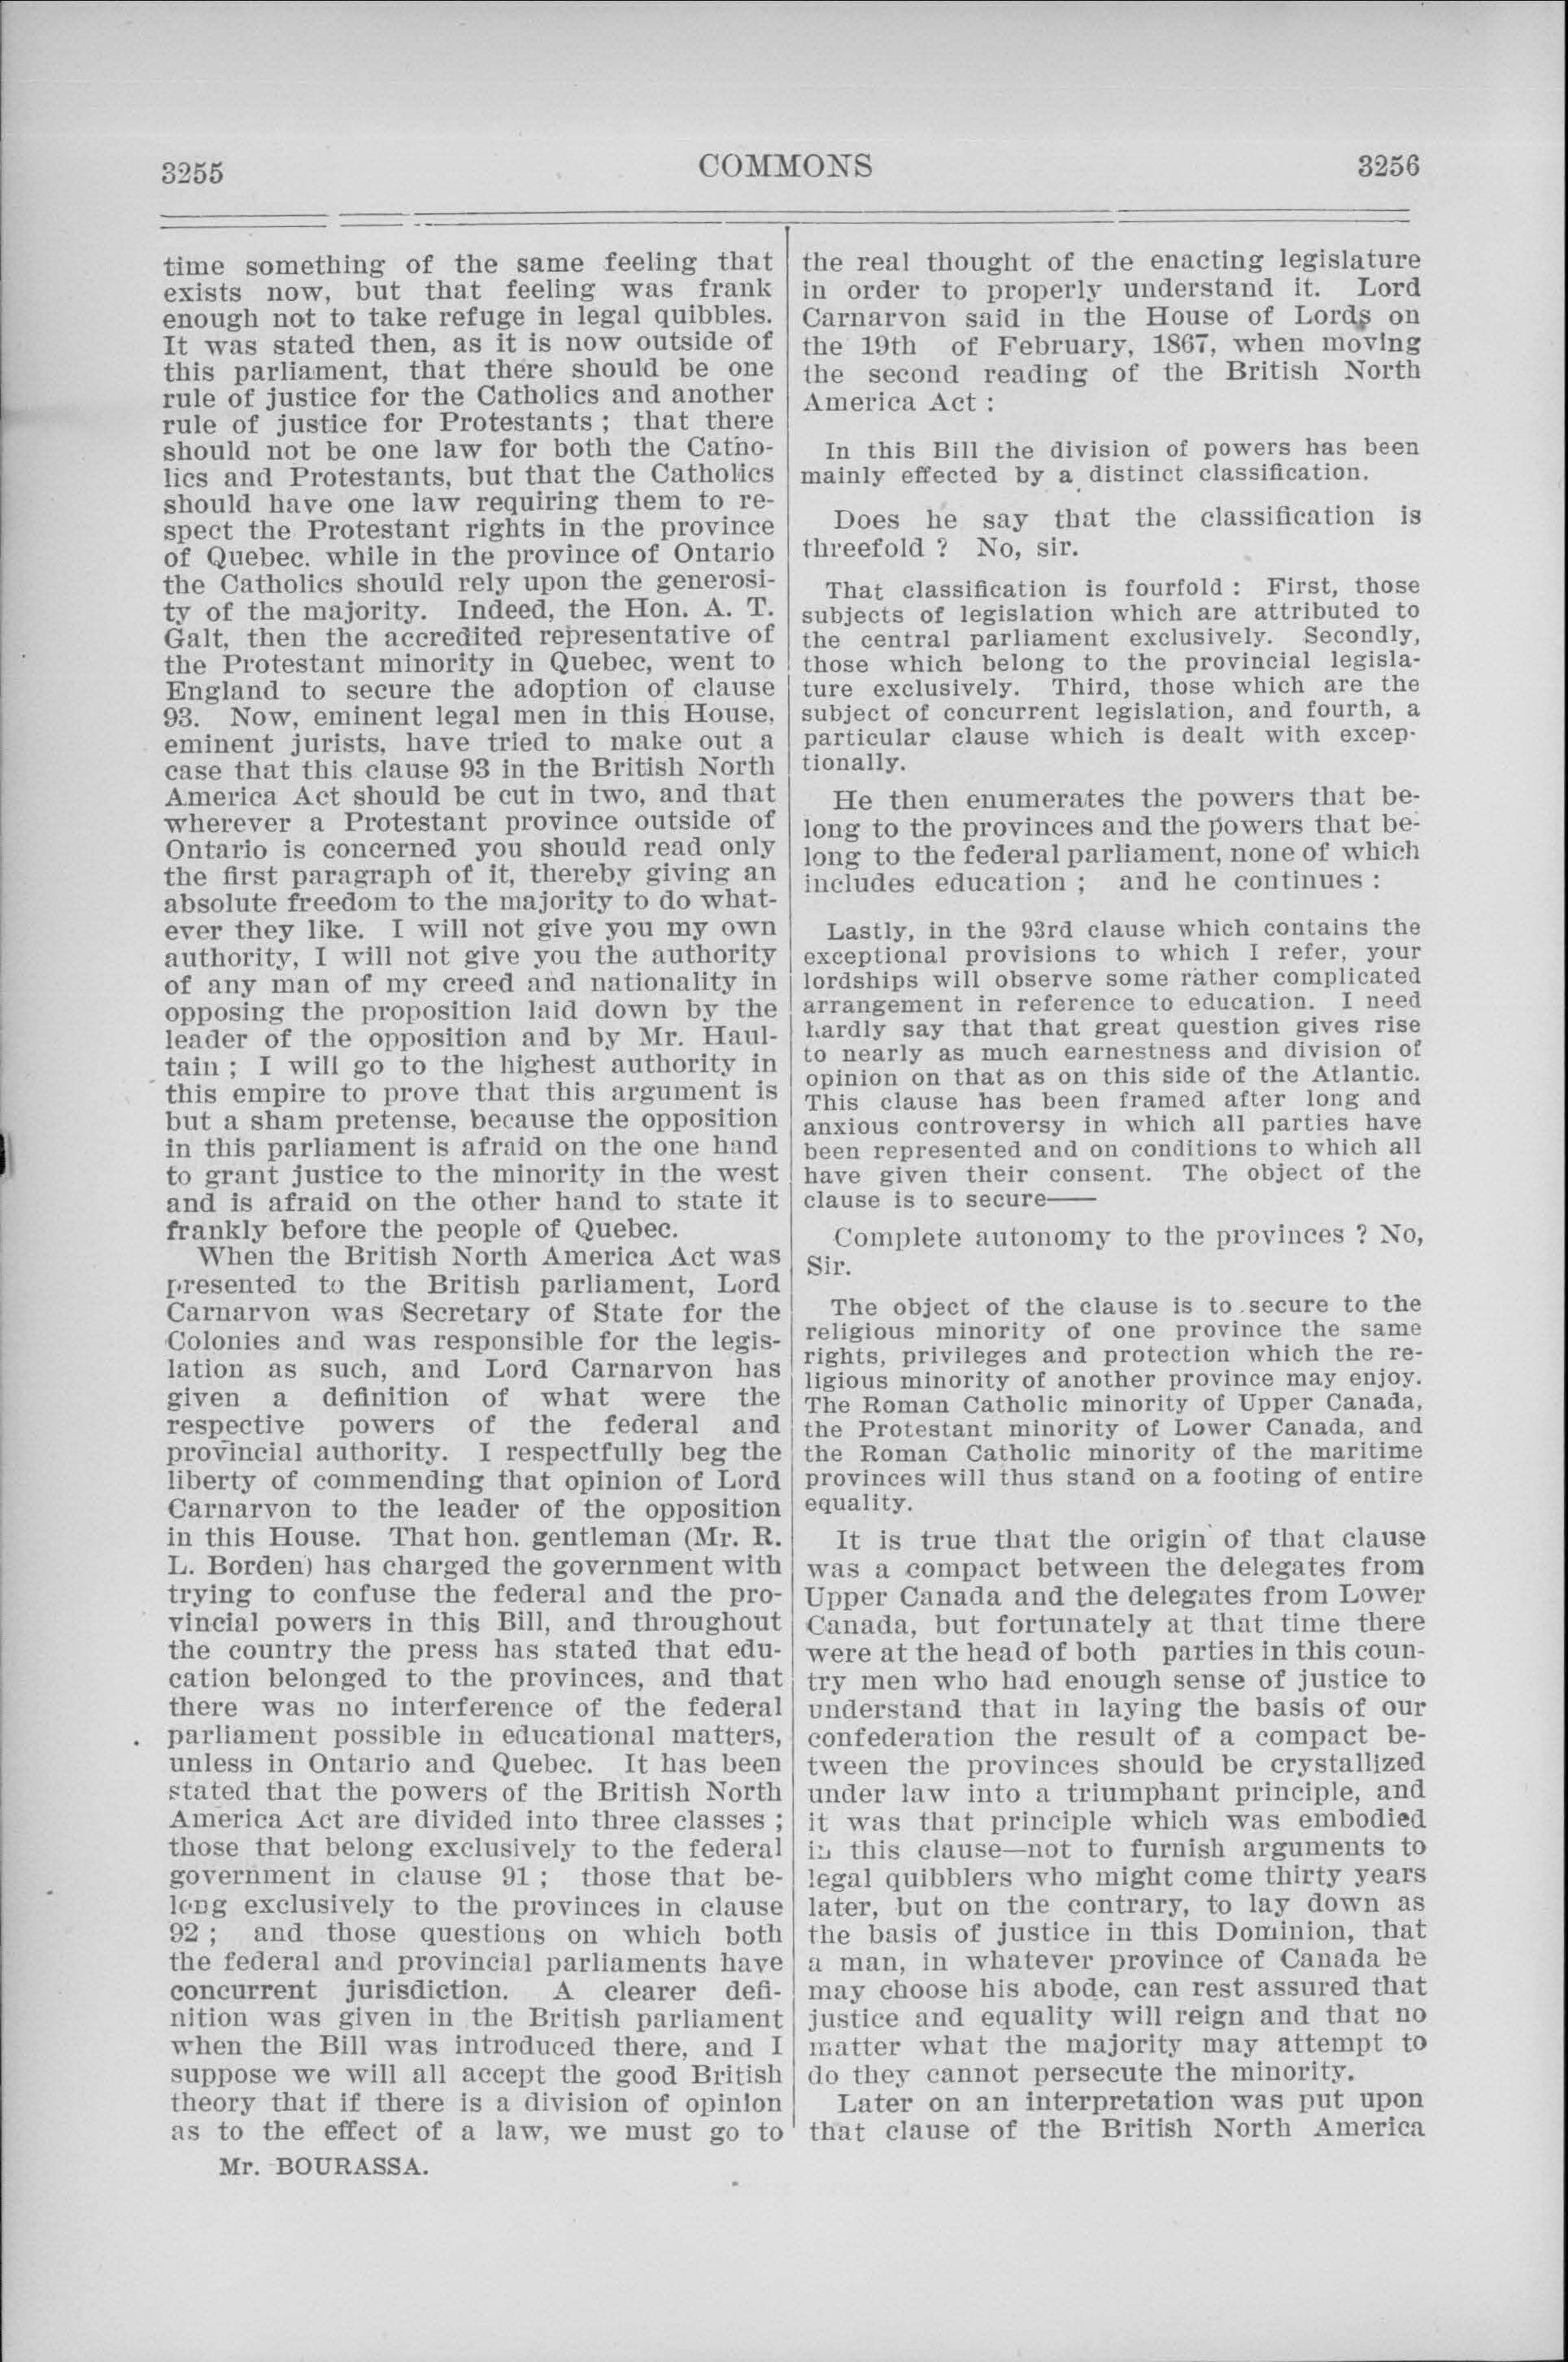 3255
COMMONS
3256
time something of the same feeling that
exists now, but that feeling was frank
enough not to take refuge in legal quibbles.
It was stated then, as it is now outside of
this parliament, that there should be one
rule of justice for the Catholics and another
rule of justice for Protestants ; that there
should not be one law for both the Catho-
lics and Protestants, but that the Catholics
should have one law requiring them to re-
spect the Protestant rights in the province
of Quebec. while in the province of Ontario
the Catholics should rely upon the generosi-
ty of the majority. Indeed, the Hon. A. T.
Galt, then the accredited representative of
the Protestant minority in Quebec, went to
England to secure the adoption of clause
93. Now, eminent legal men in this House,
eminent jurists, have tried to make out a
case that this clause 93 in the British North
America Act should be cut in two, and that
wherever a Protestant province outside of
Ontario is concerned you should read only
the first paragraph of it, thereby giving an
absolute freedom to the majority to do what-
ever they like. I will not give you my own
authority, I will not give you the authority
of any man of my creed and nationality in
opposing the proposition laid down by the
leader of the opposition and by Mr. Haul-
tain ; I will go to the highest authority in
this empire to prove that this argument is
but a sham pretense, because the opposition
in this parliament is afraid on the one hand
to grant justice to the minority in the west
and is afraid on the other hand to state it
frankly before the people of Quebec.
When the British North America Act was
presented to the British parliament, Lord
Carnarvon was Secretary of State for the
Colonies and was responsible for the legis-
lation as such, and Lord Carnarvon has
given a definition of what were the
respective powers of the federal and
provincial authority. I respectfully beg the
liberty of commending that opinion of Lord
Carnarvon to the leader of the opposition
in this House. That hon. gentleman (Mr. R.
L. Borden) has charged the government with
trying to confuse the federal and the pro-
vincial powers in this Bill, and throughout
the country the press has stated that edu-
cation belonged to the provinces, and that
there was no interference of the federal
parliament possible in educational matters,
unless in Ontario and Quebec. It has been
stated that the powers of the British North
America Act are divided into three classes ;
those that belong exclusively to the federal
government in clause 91 ; those that be-
long exclusively to the provinces in clause
92 ; and those questions on which both
the federal and provincial parliaments have
concurrent jurisdiction. A clearer defi-
nition was given in the British parliament
when the Bill was introduced there, and I
suppose we will all accept the good British
theory that if there is a division of opinion
as to the effect of a law, we must go to
Mr. BOURASSA.
the real thought of the enacting legislature
in order to properly understand it. Lord
Carnarvon said in the House of Lords on
the 19th of February, 1867, when moving
the second reading of the British North
America Act :
In this Bill the division of powers has been
mainly effected by a distinct classification.
Does he say that the classification is
threefold ? No, sir.
That classification is fourfold : First, those
subjects of legislation which are attributed to
the central parliament exclusively. Secondly,
those which belong to the provincial legisla-
ture exclusively. Third, those which are the
subject of concurrent legislation, and fourth, a
particular clause which is dealt with excep-
tionally.
He then enumerates the powers that be-
long to the provinces and the powers that be-
long to the federal parliament, none of which
includes education ; and he continues :
Lastly, in the 93rd clause which contains the
exceptional provisions to which I refer, your
lordships will observe some rather complicated
arrangement in reference to education. I need
hardly say that that great question gives rise
to nearly as much earnestness and division of
opinion on that as on this side of the Atlantic.
This clause has been framed after long and
anxious controversy in which all parties have
been represented and on conditions to which all
have given their consent. The object of the
clause is to secure——
Complete autonomy to the provinces ? No,
Sir.
The object of the clause is to secure to the
religious minority of one province the same
rights, privileges and protection which the re-
ligious minority of another province may enjoy.
The Roman Catholic minority of Upper Canada,
the Protestant minority of Lower Canada, and
the Roman Catholic minority of the maritime
provinces will thus stand on a footing of entire
equality.
It is true that the origin of that clause
was a compact between the delegates from
Upper Canada and the delegates from Lower
Canada, but fortunately at that time there
were at the head of both parties in this coun-
try men who had enough sense of justice to
understand that in laying the basis of our
confederation the result of a compact be-
tween the provinces should be crystallized
under law into a triumphant principle, and
it was that principle which was embodied
in this clause—not to furnish arguments to
legal quibblers who might come thirty years
later, but on the contrary, to lay down as
the basis of justice in this Dominion, that
a man, in whatever province of Canada he
may choose his abode, can rest assured that
justice and equality will reign and that no
matter what the majority may attempt to
do they cannot persecute the minority.
Later on an interpretation was put upon
that clause of the British North America